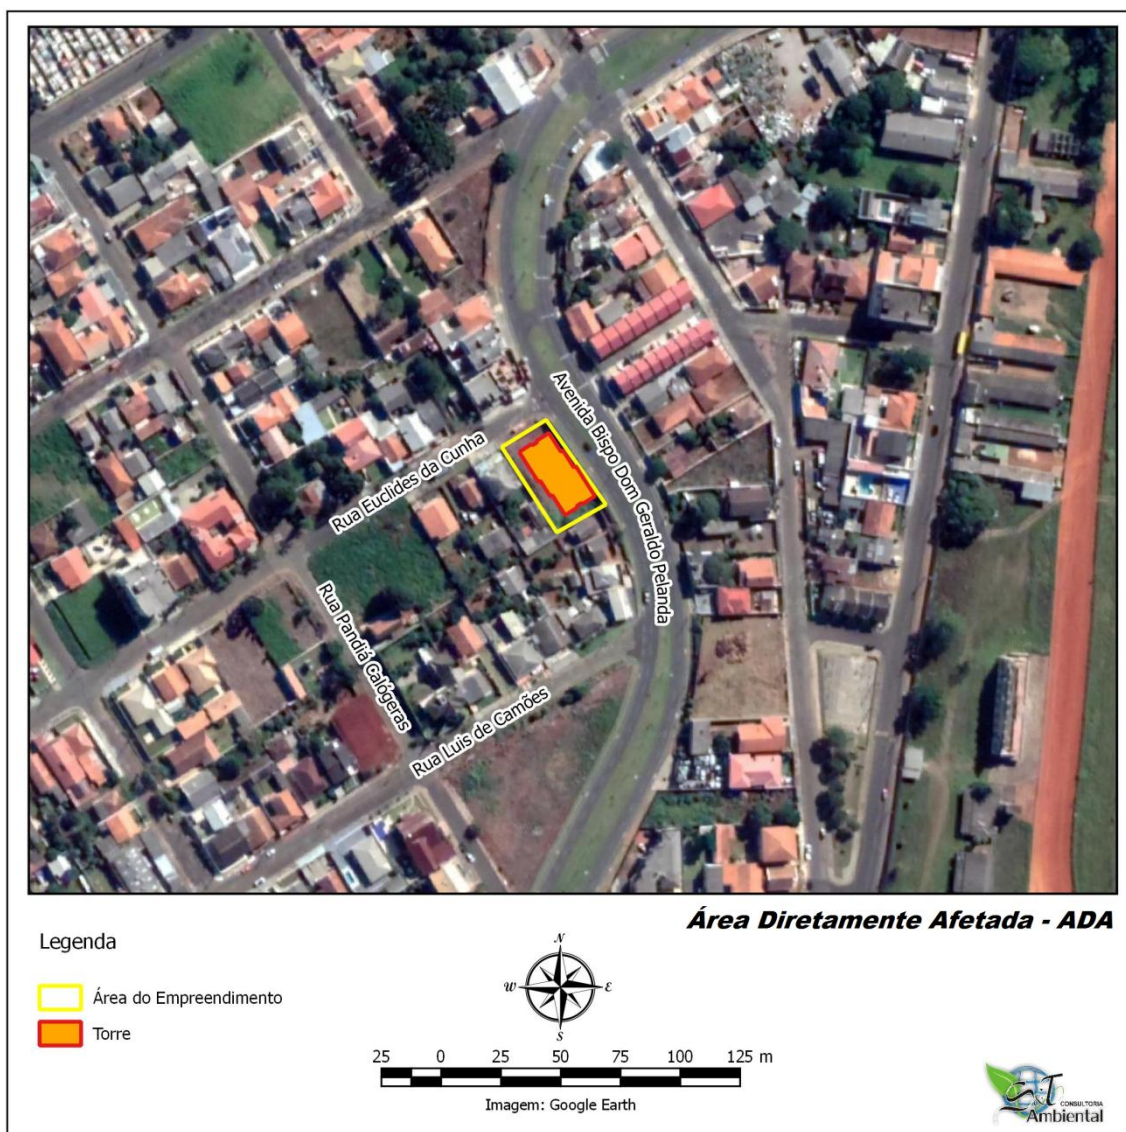 Avenida Bispo Dom Geraldo Pelanda
Rua Euclides da Cunha
Rua Pandiá Calógeras
Rua Luis de Camões
Área Diretamente Afetada - ADA
Legenda
Área do Empreendimento
Torre
N
W E
S
25 0 25 50 75 100 125 m
Imagem: Google Earth
CONSULTORIA
Ambiental